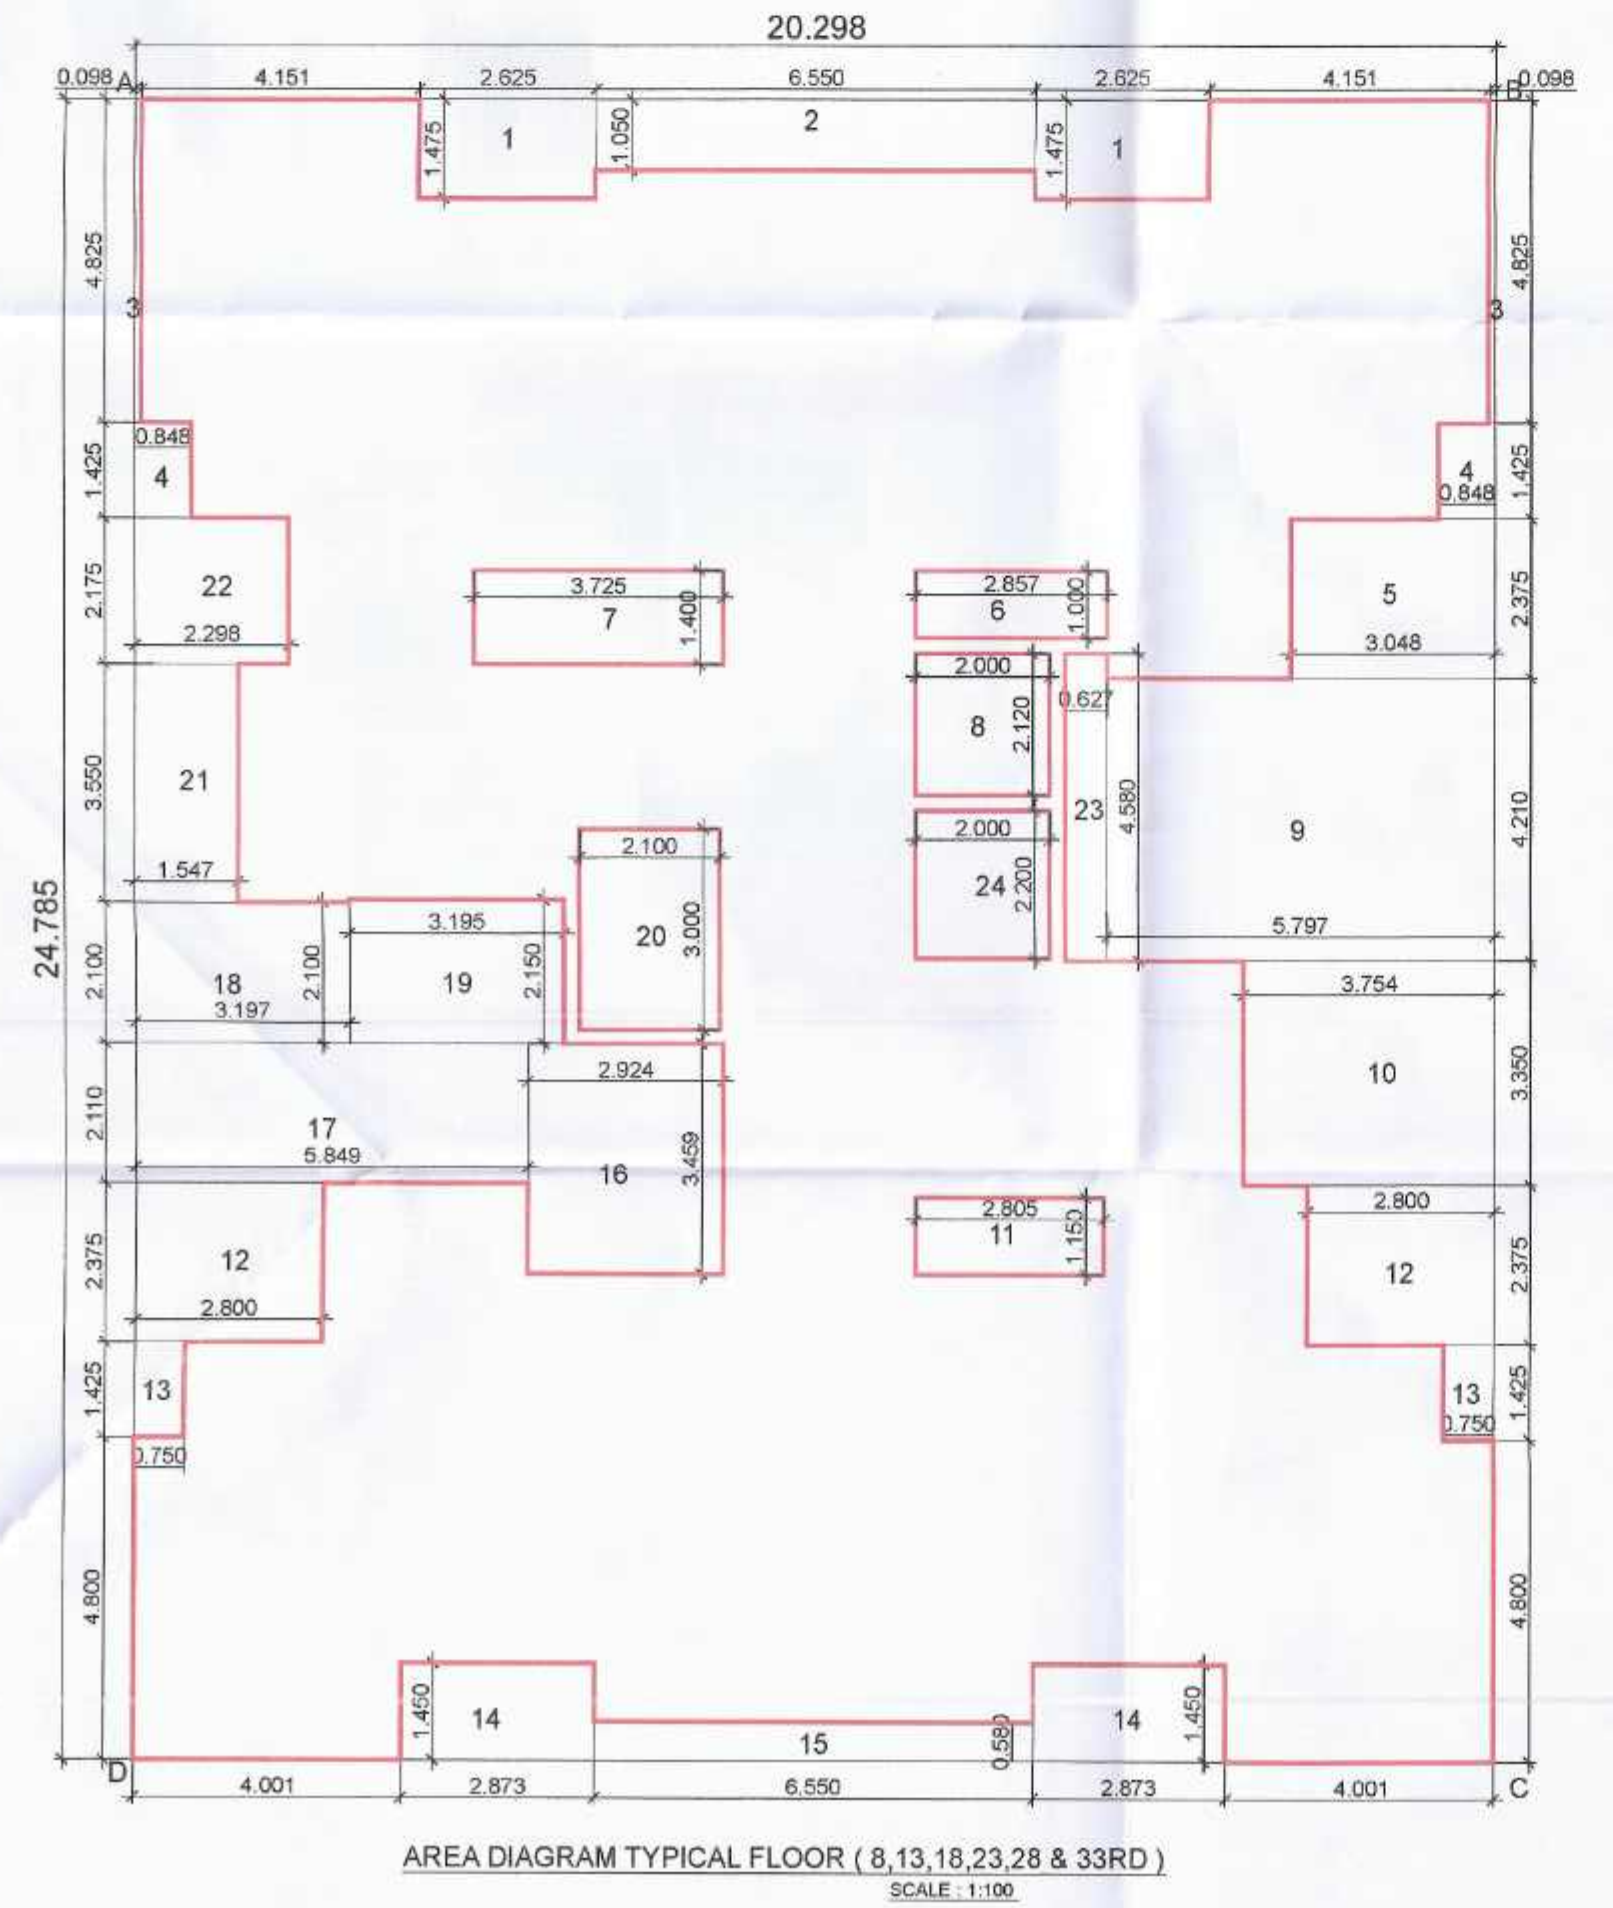 20.298
0.098 A 4.151 2.625 6.550 2.625 4.151 B 0.098
1.475 1 1.050 2 1.475 1
4.825 4.825
3 3
0.848
1.425 4 4 1.425
0.848
2.175 22 3.725 1.400 2.857 1.000 5 2.375
7 6
2.298 3.048
2.000
0.627
8 2.120
3.550 21 23 4.580 9 4.210
2.100 2.000
1.547 24 2.200
24.785
3.195 20 3.000 5.797
2.100 18 2.100 19 2.150
3.197 3.754
2.924 10 3.350
2.110 17
5.849 16 3.459
2.800
2.805
11 1.150
2.375 12 12 2.375
2.800
1.425 13 13 1.425
0.750
0.750
4.800 4.800
1.450 14 14 1.450
15 0.580
D 4.001 2.873 6.550 2.873 4.001 C
AREA DIAGRAM TYPICAL FLOOR ( 8,13,18,23,28 & 33RD )
SCALE : 1:100